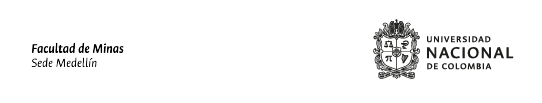 Facultad de Minas
Sede Medellín
UNIVERSIDAD
NACIONAL
DE COLOMBIA